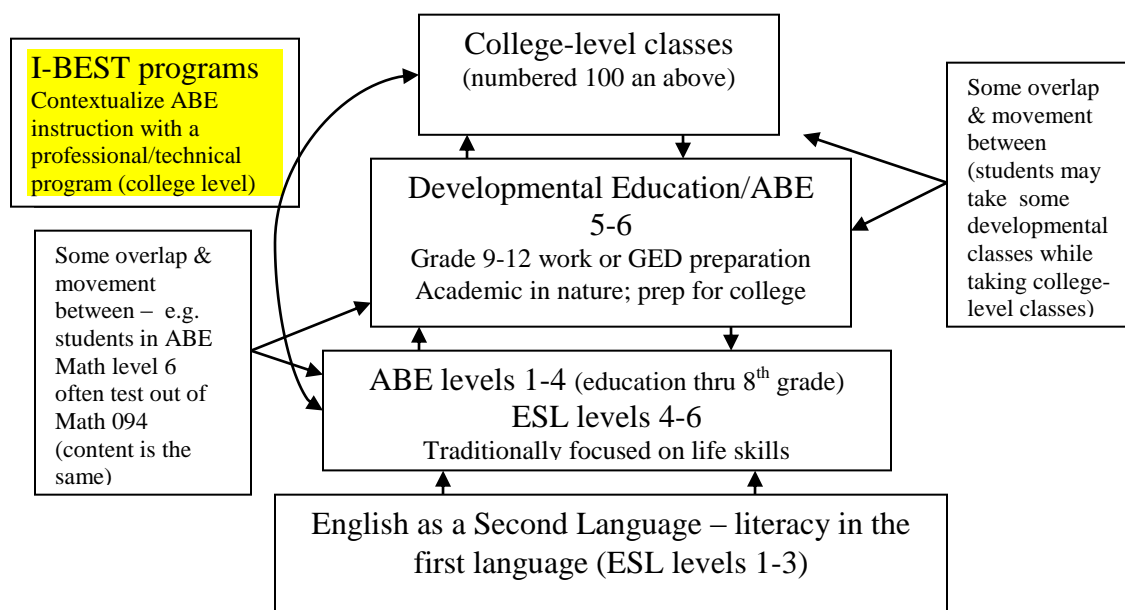 College-level classes
(numbered 100 an above)
I-BEST programs
Contextualize ABE
instruction with a
professional/technical
program (college level)
Some overlap
& movement
between
(students may
take some
developmental
classes while
taking college-
level classes)
Developmental Education/ABE
5-6
Grade 9-12 work or GED preparation
Academic in nature; prep for college
Some overlap &
movement
between – e.g.
students in ABE
Math level 6
often test out of
Math 094
(content is the
same)
ABE levels 1-4 (education thru 8th grade)
ESL levels 4-6
Traditionally focused on life skills
English as a Second Language – literacy in the
first language (ESL levels 1-3)